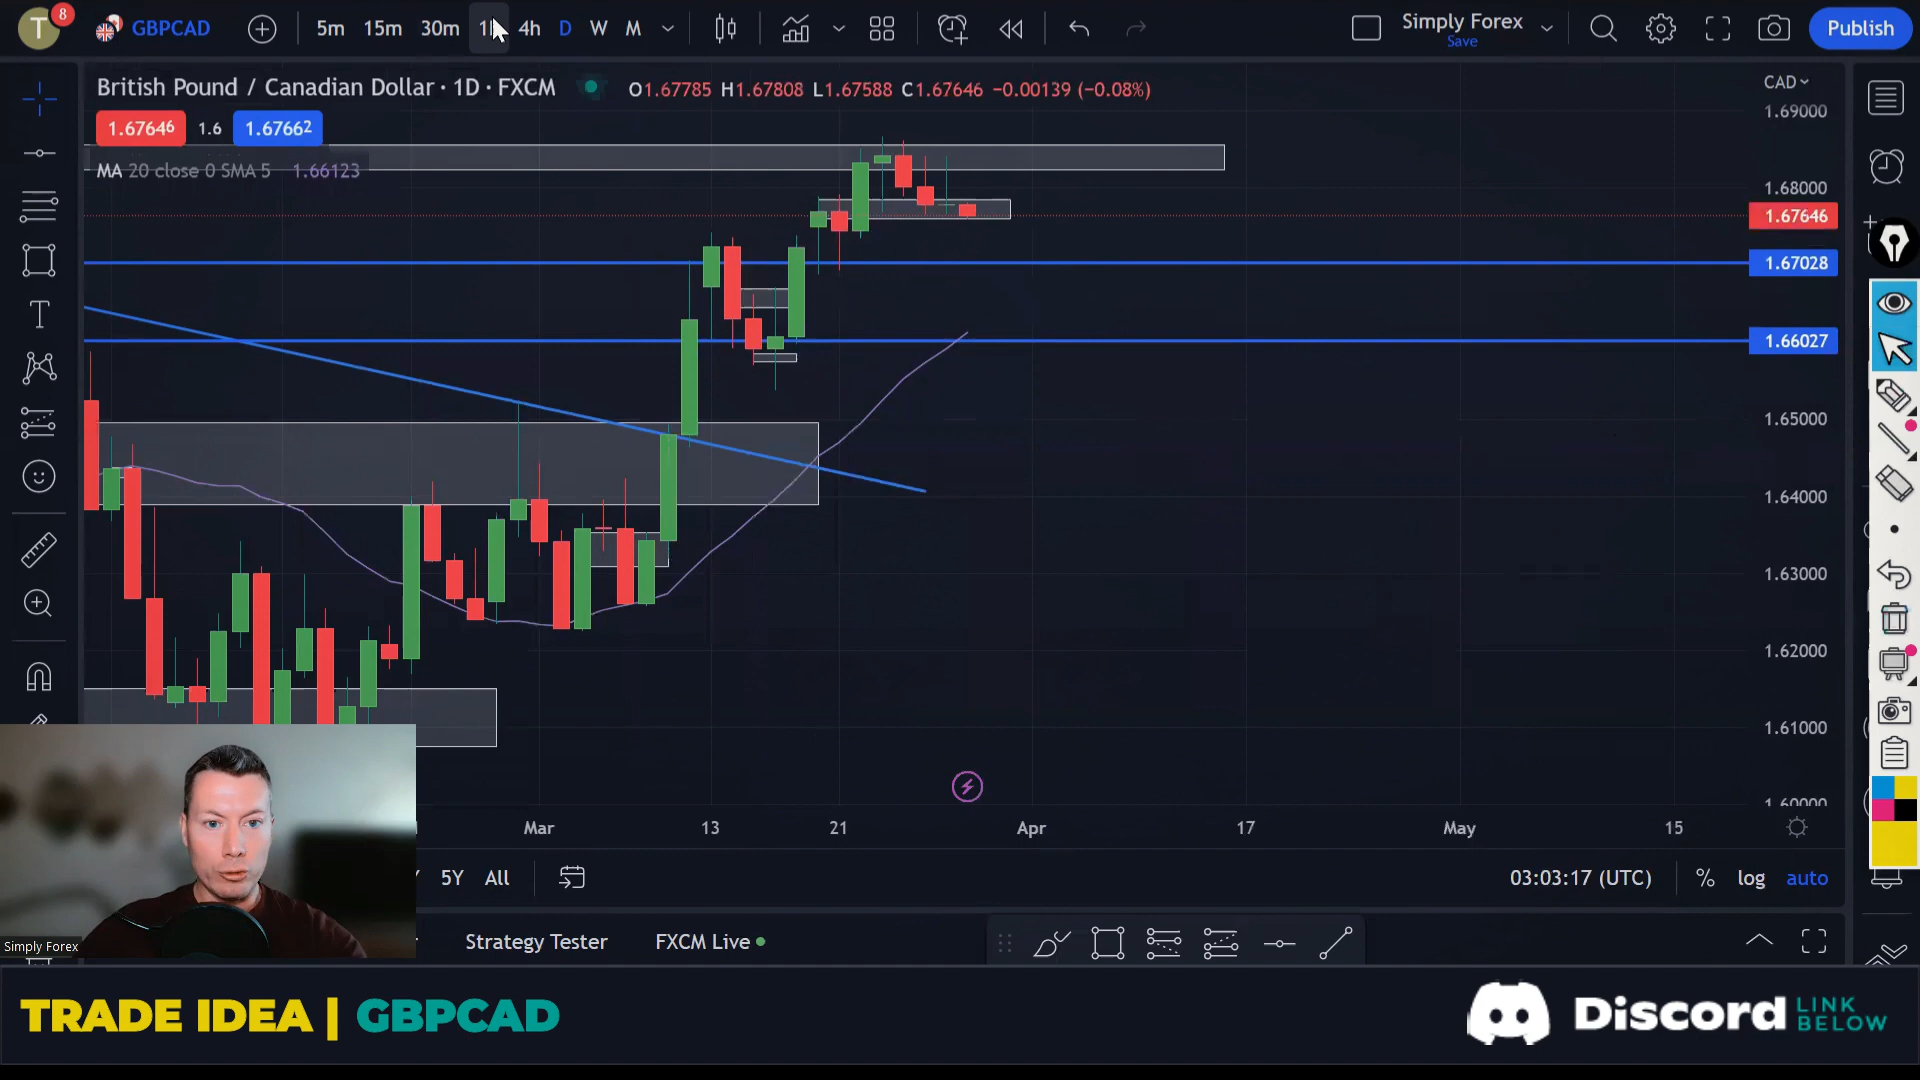 T
8
GBPCAD
5m
15m
30m
4h
D
W
M
Simply Forex
Save
Publish
British Pound / Canadian Dollar · 1D · FXCM
O1.67785 H1.67808 L1.67588 C1.67646 −0.00139 (−0.08%)
1.67646
1.6
1.67662
MA 20 close 0 SMA 5 1.66123
CAD
1.69000
1.68000
1.67646
1.67028
1.66027
1.65000
1.64000
1.63000
1.62000
1.61000
1.60000
Mar
13
21
Apr
17
May
15
5Y
All
03:03:17 (UTC)
%
log
auto
Strategy Tester
FXCM Live
Simply Forex
TRADE IDEA | GBPCAD
Discord
LINK
BELOW